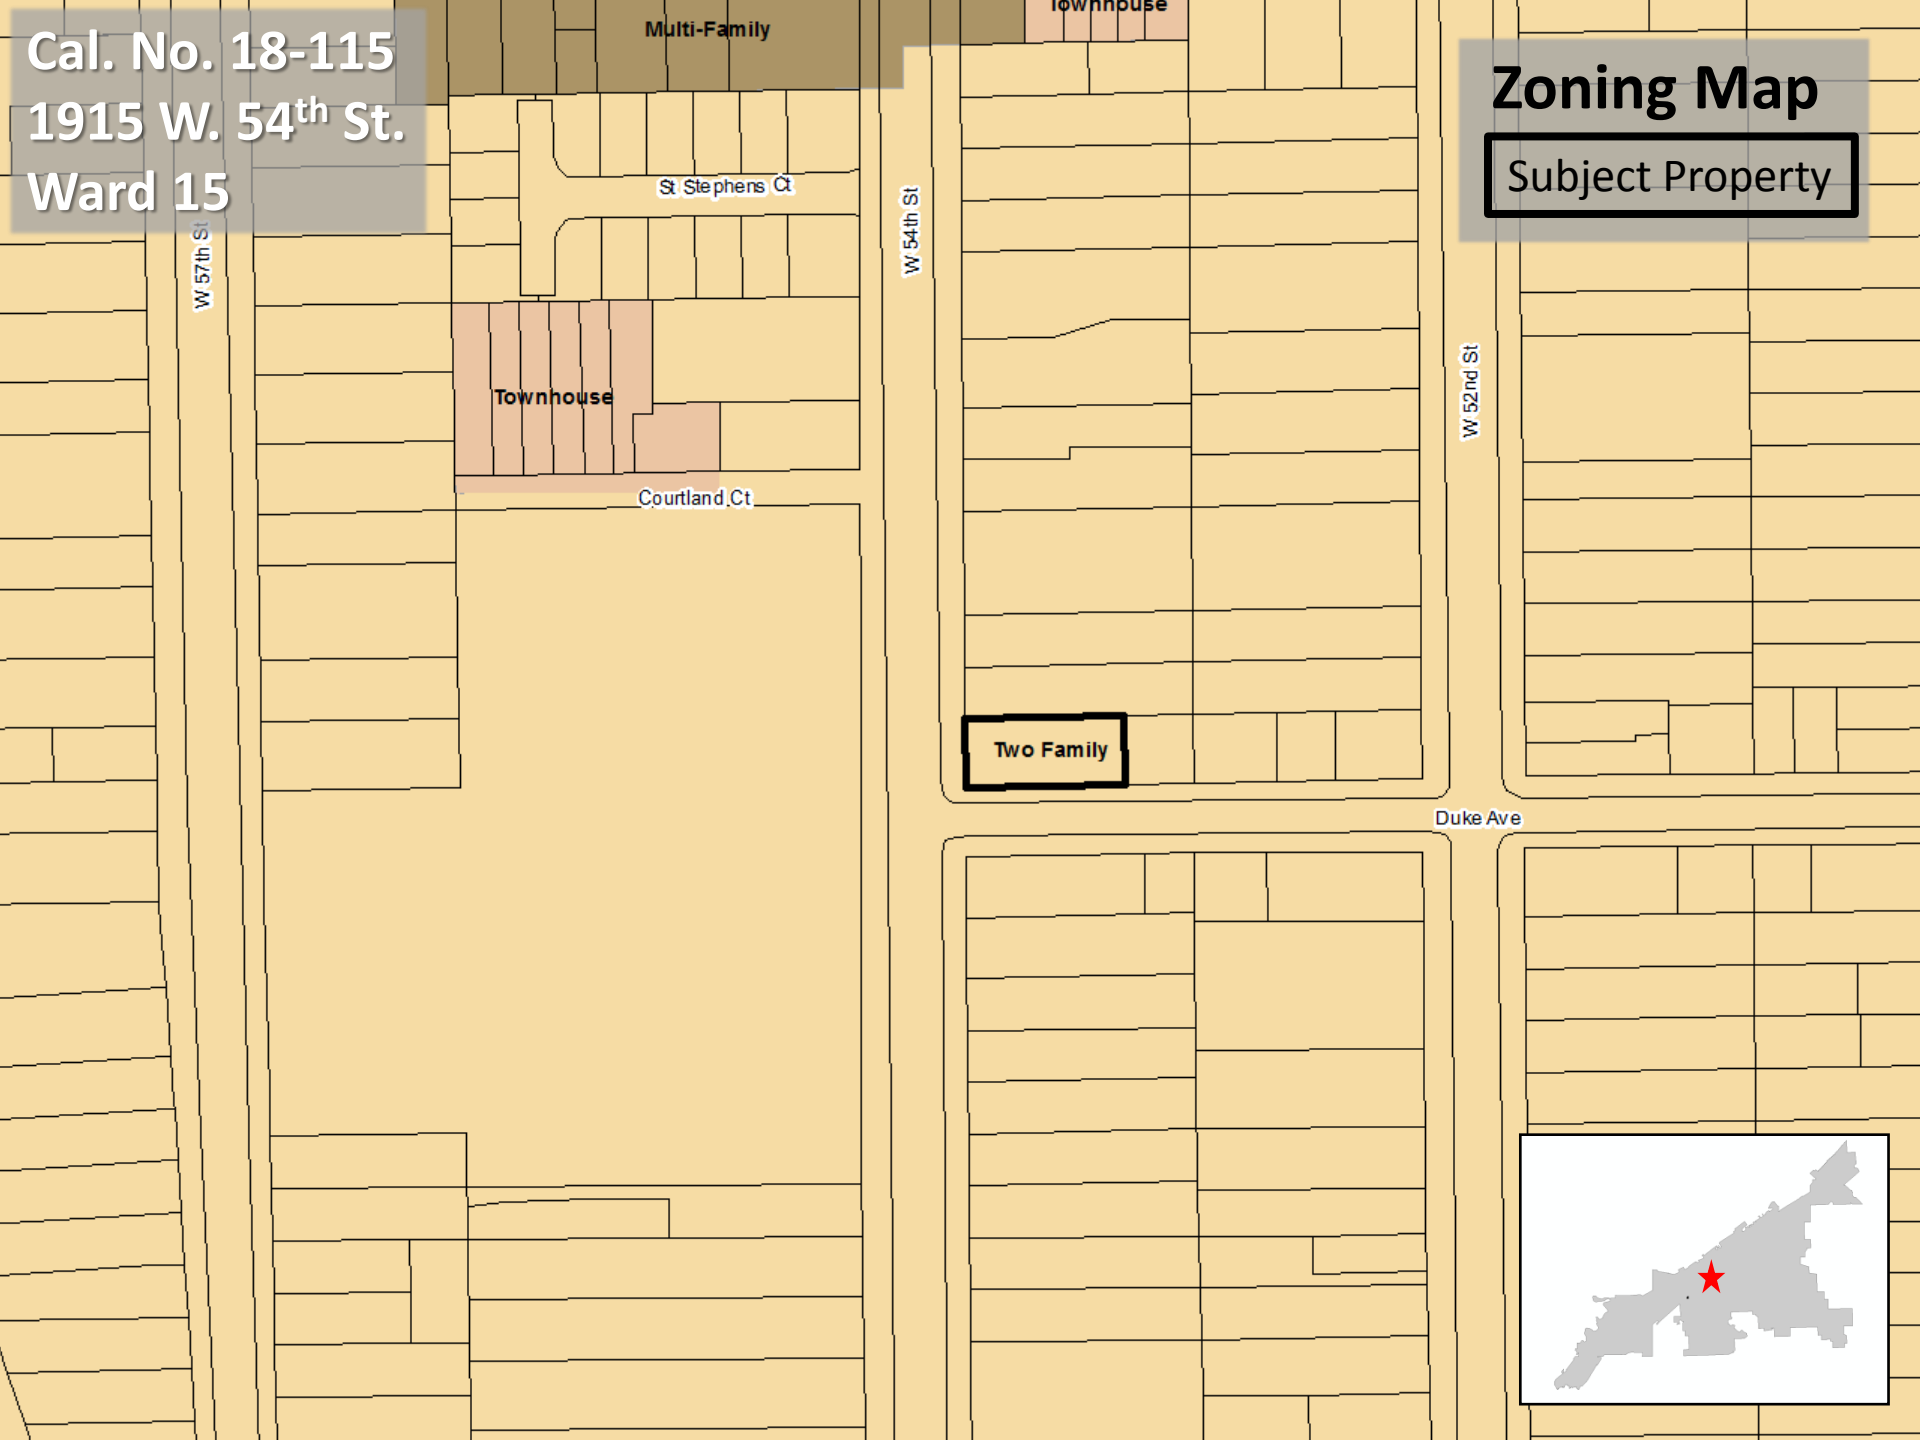 Cal. No. 18-115
1915 W. 54th St.
Ward 15
Multi-Family
Townhouse
Zoning Map
Subject Property
St Stephens Ct
W 54th St
W 57th St
W 52nd St
Townhouse
Courtland Ct
Two Family
Duke Ave